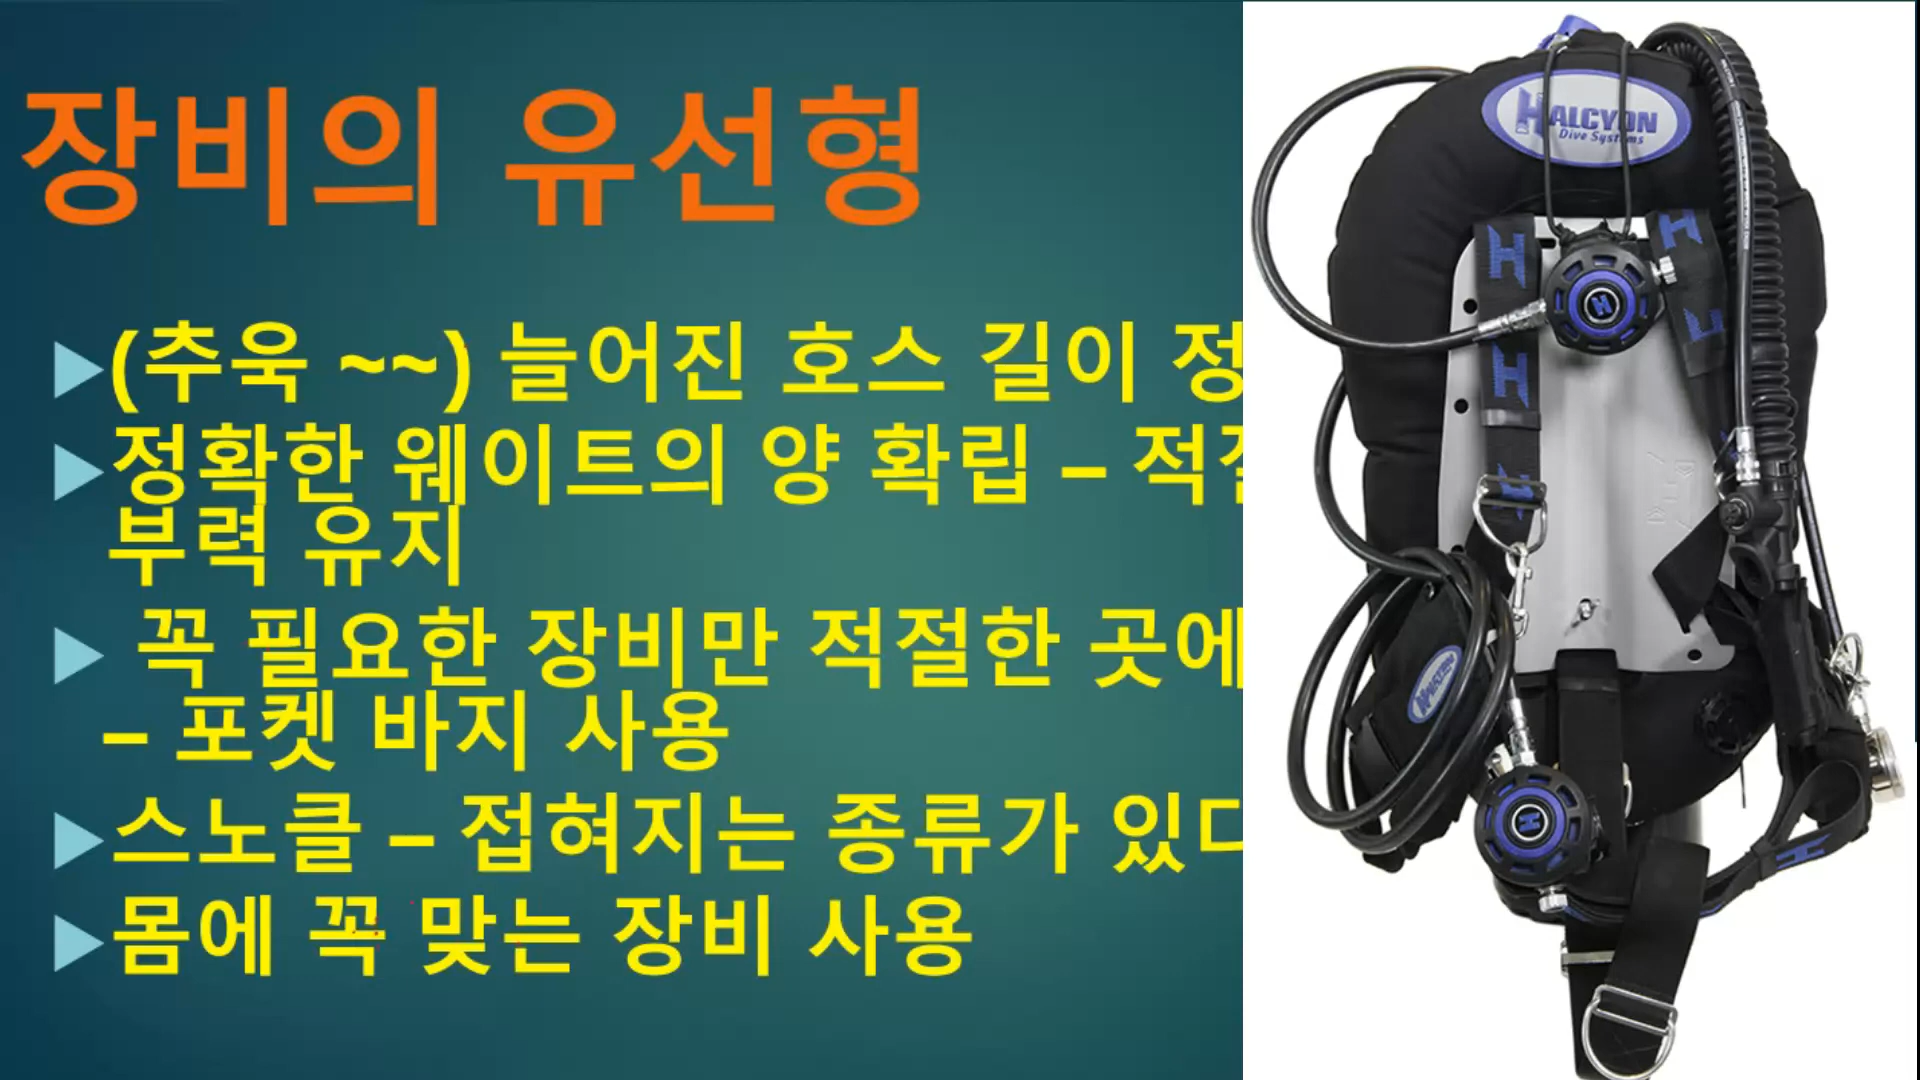 장비의 유선형
(추욱 ~~) 늘어진 호스 길이
정확한 웨이트의 양 확립 –
부력 유지
꼭 필요한 장비만 적절한 곳에
– 포켓 바지 사용
스노클 – 접혀지는 종류가
몸에 꼭 맞는 장비 사용
HALCYON
Dive Systems
H
H
H
H
H
HALCYON
H
H